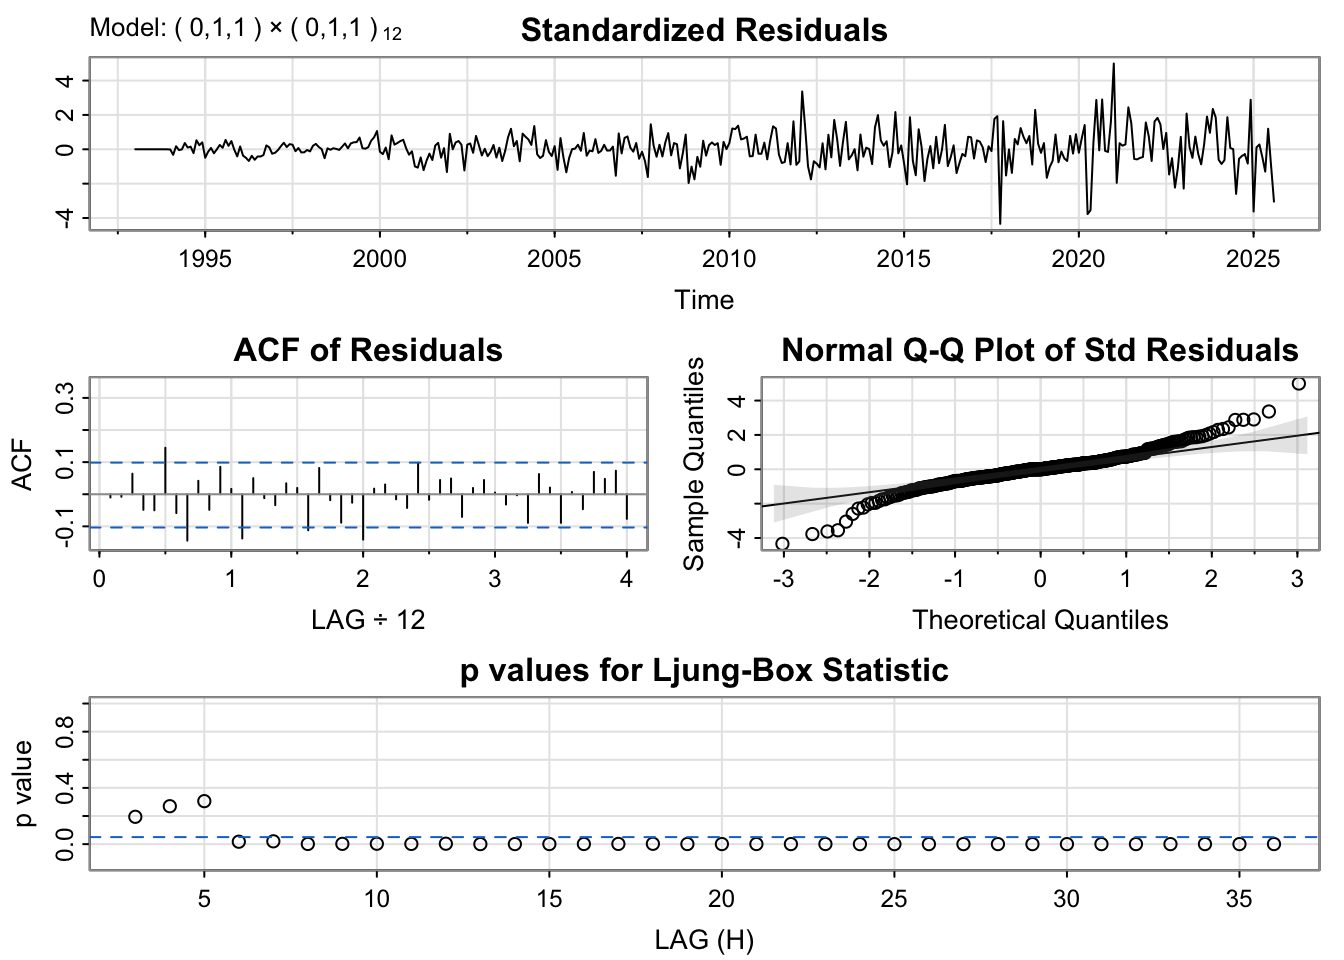 Model: ( 0,1,1 ) × ( 0,1,1 ) 12
Standardized Residuals
4
2
0
-4
1995 2000 2005 2010 2015 2020 2025
Time
ACF of Residuals
ACF
0.3
0.1
-0.1
0 1 2 3 4
LAG ÷ 12
Normal Q-Q Plot of Std Residuals
Sample Quantiles
4
2
0
-4
-3 -2 -1 0 1 2 3
Theoretical Quantiles
p values for Ljung-Box Statistic
p value
0.8
0.4
0.0
5 10 15 20 25 30 35
LAG (H)